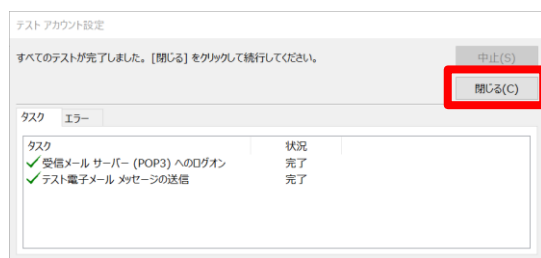 テスト アカウント設定
すべてのテストが完了しました。[閉じる] をクリックして続行してください。
中止(S)
閉じる(C)
タスク エラー
タスク 状況
受信メール サーバー (POP3) へのログオン 完了
テスト電子メール メッセージの送信 完了